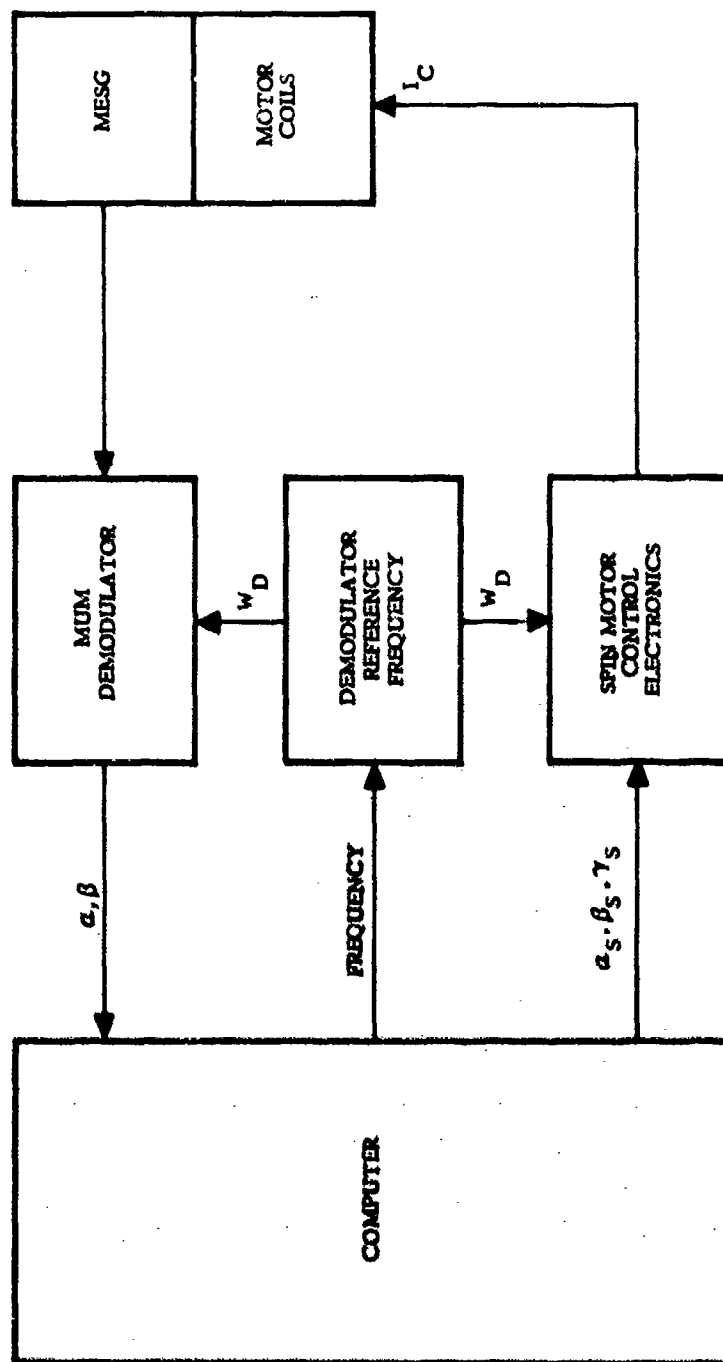 MESG
MOTOR
COILS
I_C
MUM
DEMODULATOR
W_D
DEMODULATOR
REFERENCE
FREQUENCY
W_D
SPIN MOTOR
CONTROL
ELECTRONICS
α,β
FREQUENCY
α_S, β_S, γ_S
COMPUTER